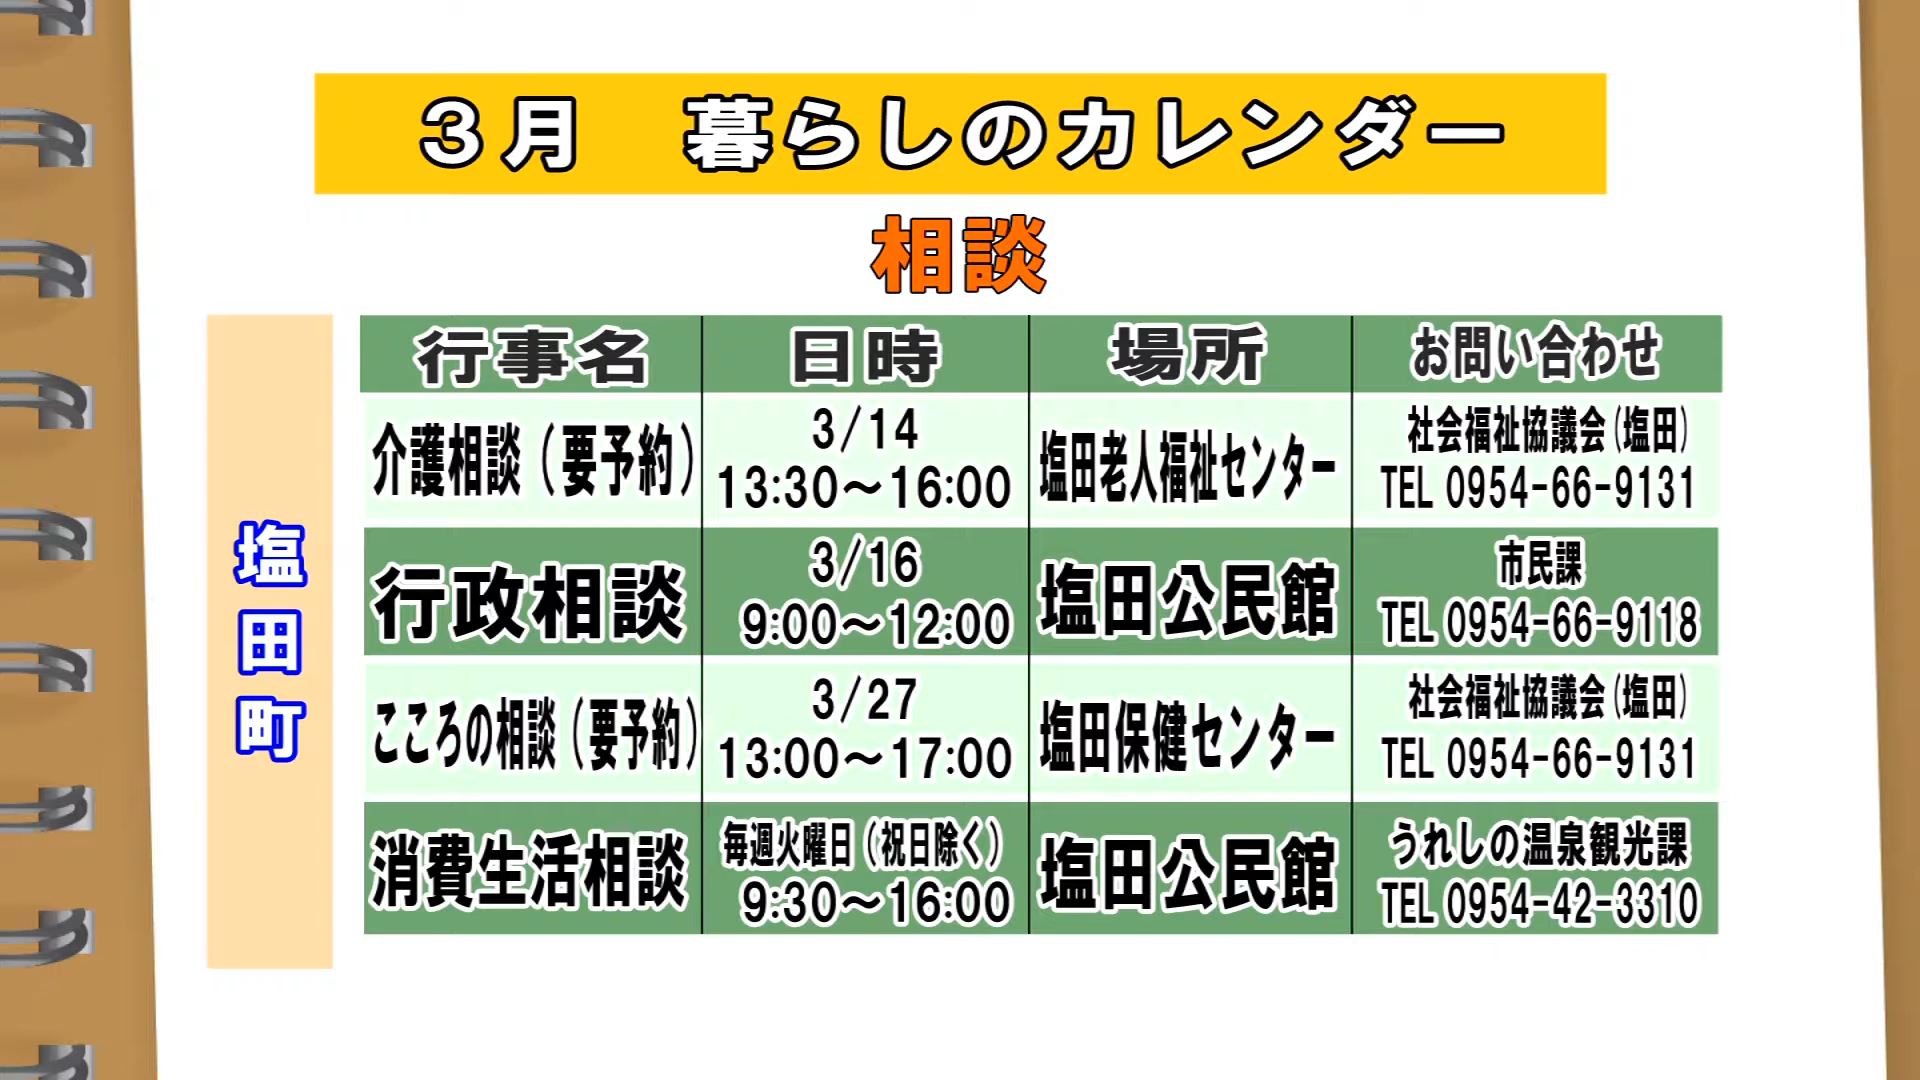 ３月　暮らしのカレンダー
相談
塩田町
行事名 日時 場所 お問い合わせ
介護相談（要予約） 3/14 13:30～16:00 塩田老人福祉センター 社会福祉協議会(塩田) TEL 0954-66-9131
行政相談 3/16 9:00～12:00 塩田公民館 市民課 TEL 0954-66-9118
こころの相談（要予約） 3/27 13:00～17:00 塩田保健センター 社会福祉協議会(塩田) TEL 0954-66-9131
消費生活相談 毎週火曜日（祝日除く） 9:30～16:00 塩田公民館 うれしの温泉観光課 TEL 0954-42-3310